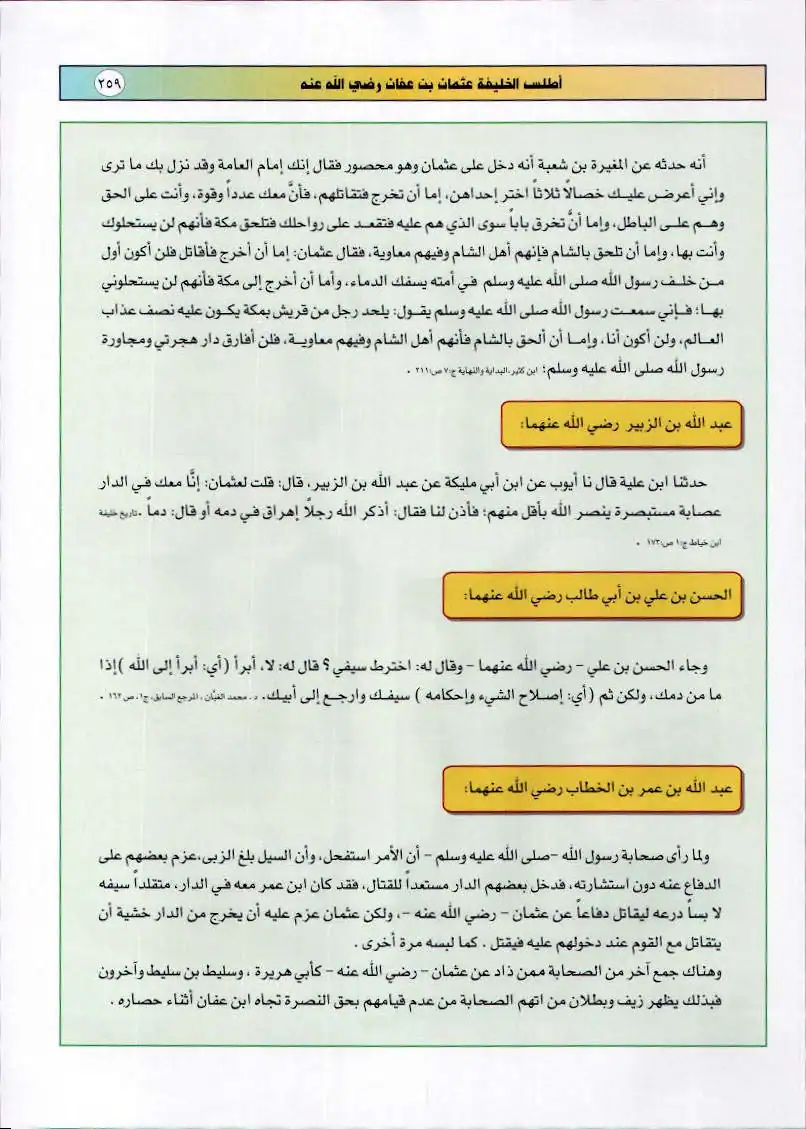 أطلس الخليفة عثمان بن عفان رضي الله عنه
٢٥٩
أنه حدثه عن المغيرة بن شعبة أنه دخل على عثمان وهو محصور فقال إنك إمام العامة وقد نزل بك ما ترى
وإني أعرض عليك خصالاً ثلاثاً اختر إحداهن، إما أن تخرج فتقاتلهم، فأنَّ معك عدداً وقوة، وأنت على الحق
وهم على الباطل، وإما أنَّ تخرق باباً سوى الذي هم عليه فتقعد على رواحلك فتلحق مكة فأنهم لن يستحلوك
وأنت بها، وإما أن تلحق بالشام فإنهم أهل الشام وفيهم معاوية، فقال عثمان: إما أن أخرج فأقاتل فلن أكون أول
من خلف رسول الله صلى الله عليه وسلم في أمته يسفك الدماء، وأما أن أخرج إلى مكة فأنهم لن يستحلوني
بها؛ فإني سمعت رسول الله صلى الله عليه وسلم يقول: يلحد رجل من قريش بمكة يكون عليه نصف عذاب
العالم، ولن أكون أنا، وإما أن ألحق بالشام فأنهم أهل الشام وفيهم معاوية، فلن أفارق دار هجرتي ومجاورة
رسول الله صلى الله عليه وسلم؛ ابن كثير، البداية والنهاية ج:٧ ص:٢١١ .
عبد الله بن الزبير رضي الله عنهما:
حدثنا ابن علية قال نا أيوب عن ابن أبي مليكة عن عبد الله بن الزبير، قال: قلت لعثمان: إنَّا معك في الدار
عصابة مستبصرة ينصر الله بأقل منهم؛ فأذن لنا فقال: أذكر الله رجلاً إهراق في دمه أو قال: دماً .تاريخ خليفة
ابن خياط ج:١ ص:١٧٣ .
الحسن بن علي بن أبي طالب رضي الله عنهما:
وجاء الحسن بن علي - رضي الله عنهما - وقال له: اخترط سيفي؟ قال له: لا، أبرأ (أي: أبرأ إلى الله )إذا
ما من دمك، ولكن ثم (أي: إصلاح الشيء وإحكامه ) سيفك وارجع إلى أبيك. د. محمد الغبَّان، المرجع السابق، ج١، ص١٦٢ .
عبد الله بن عمر بن الخطاب رضي الله عنهما:
ولما رأى صحابة رسول الله -صلى الله عليه وسلم - أن الأمر استفحل، وأن السيل بلغ الزبى،عزم بعضهم على
الدفاع عنه دون استشارته، فدخل بعضهم الدار مستعداً للقتال، فقد كان ابن عمر معه في الدار، متقلداً سيفه
لا بساً درعه ليقاتل دفاعاً عن عثمان - رضي الله عنه -، ولكن عثمان عزم عليه أن يخرج من الدار خشية أن
يتقاتل مع القوم عند دخولهم عليه فيقتل . كما لبسه مرة أخرى .
وهناك جمع آخر من الصحابة ممن ذاد عن عثمان - رضي الله عنه - كأبي هريرة ، وسليط بن سليط وآخرون
فبذلك يظهر زيف وبطلان من اتهم الصحابة من عدم قيامهم بحق النصرة تجاه ابن عفان أثناء حصاره .